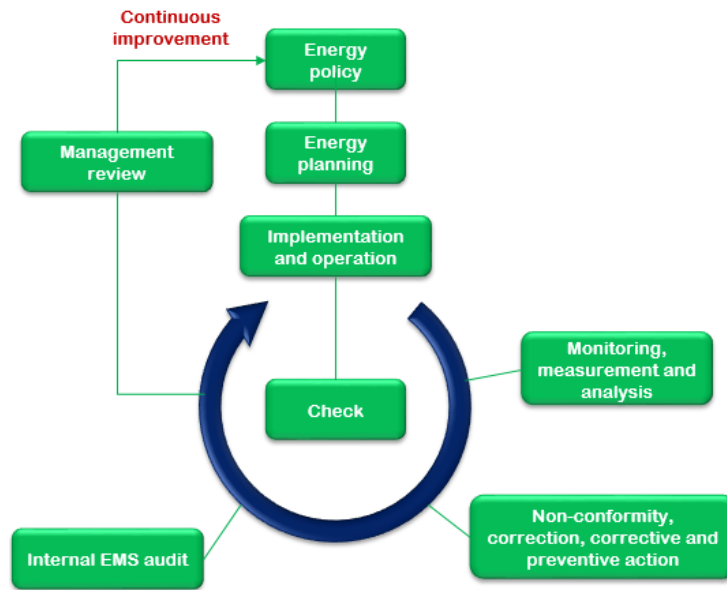 Continuous
improvement
Energy
policy
Management
review
Energy
planning
Implementation
and operation
Monitoring,
measurement and
analysis
Check
Non-conformity,
correction, corrective and
preventive action
Internal EMS audit